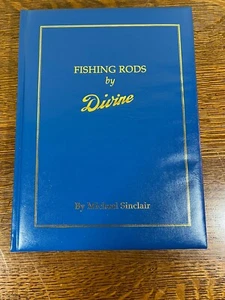 FISHING RODS
by
Divine
By Michael Sinclair